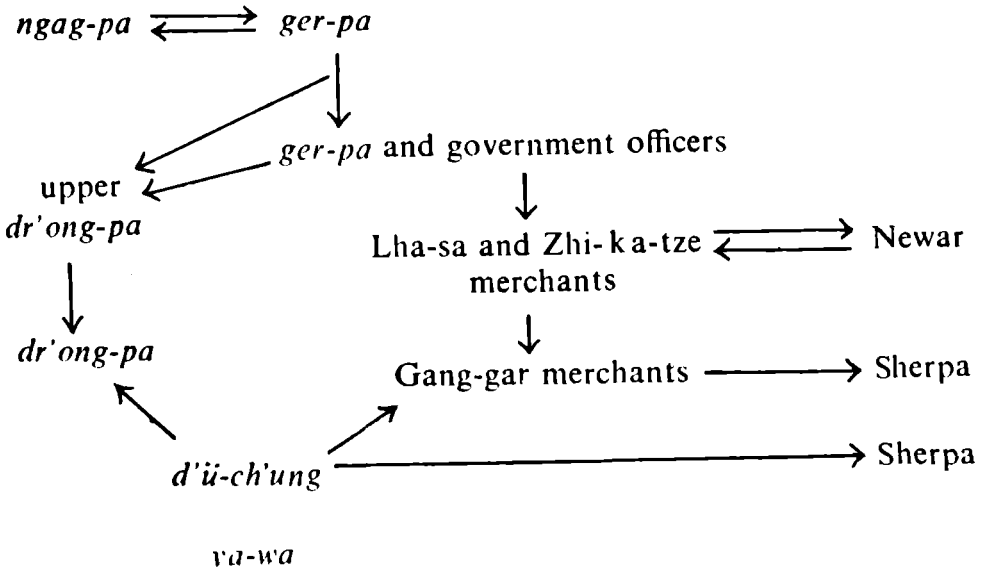 ngag-pa ger-pa
ger-pa and government officers
upper
dr'ong-pa
Lha-sa and Zhi-ka-tze Newar
merchants
dr'ong-pa
Gang-gar merchants Sherpa
d'ü-ch'ung Sherpa
ya-wa